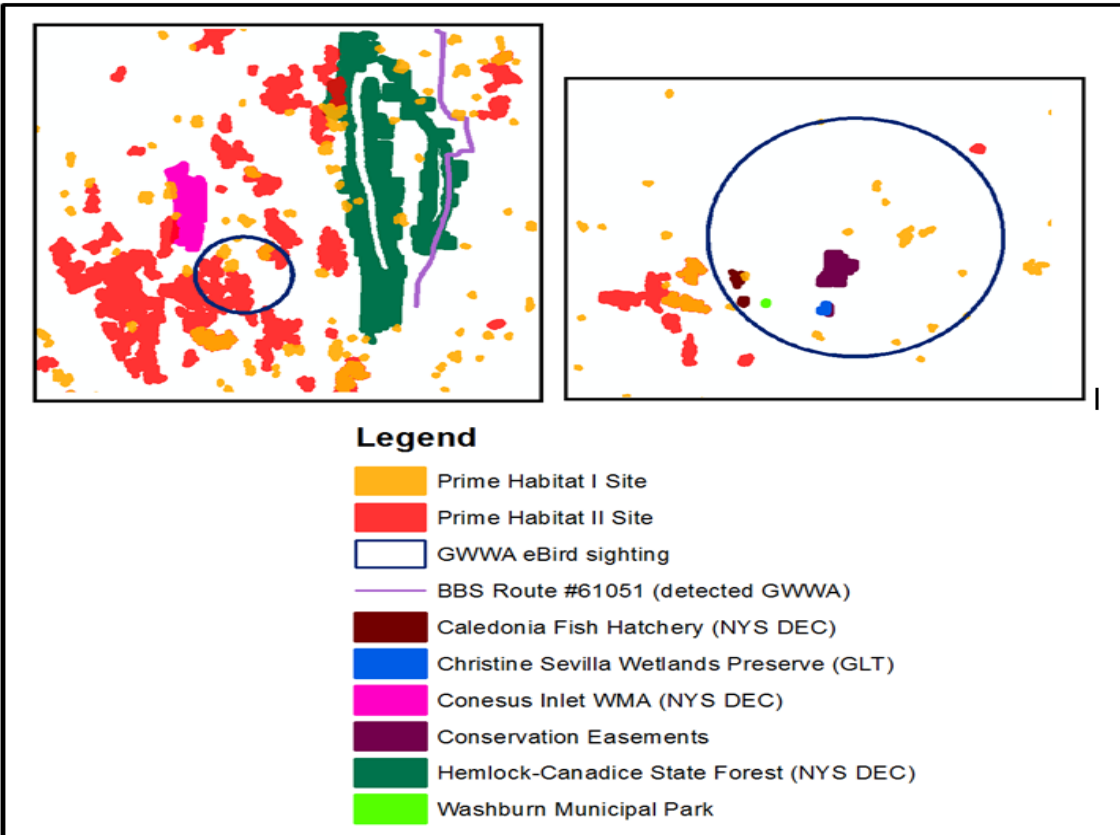 Legend
Prime Habitat I Site
Prime Habitat II Site
GWWA eBird sighting
BBS Route #61051 (detected GWWA)
Caledonia Fish Hatchery (NYS DEC)
Christine Sevilla Wetlands Preserve (GLT)
Conesus Inlet WMA (NYS DEC)
Conservation Easements
Hemlock-Canadice State Forest (NYS DEC)
Washburn Municipal Park